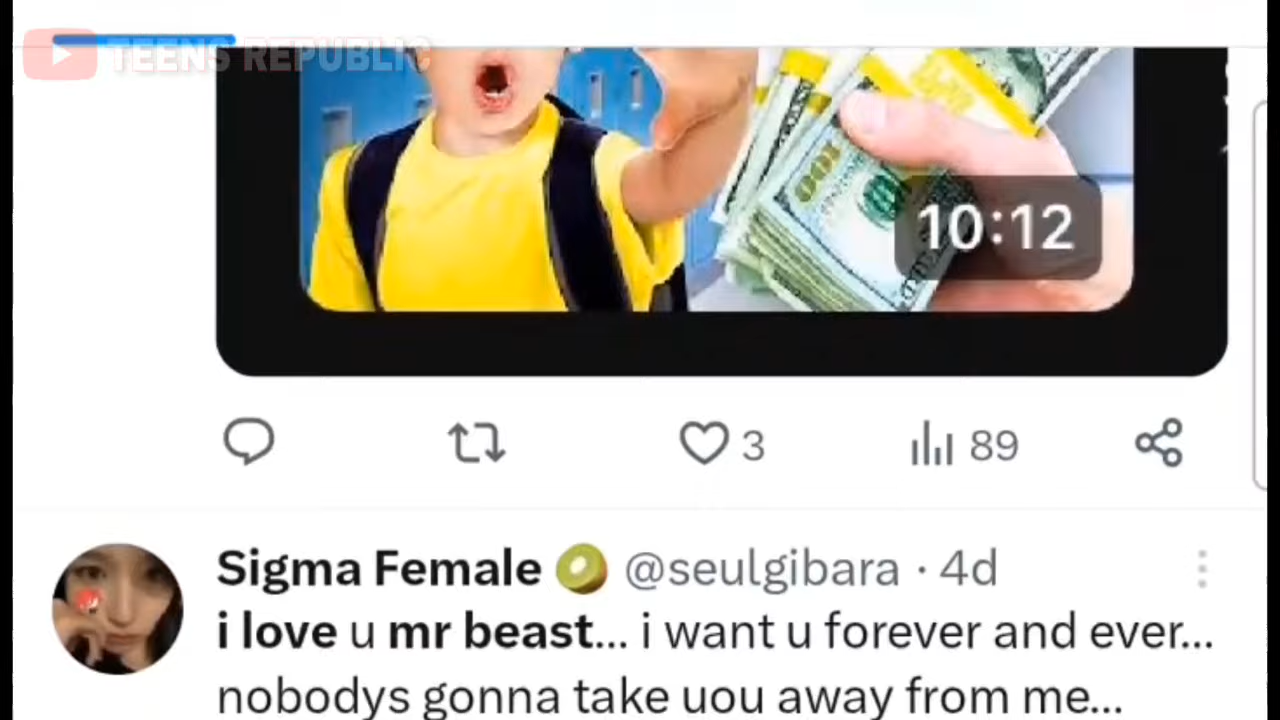 TEENS REPUBLIC
100
10:12
3
89
Sigma Female @seulgibara · 4d
i love u mr beast... i want u forever and ever...
nobodys gonna take uou away from me...